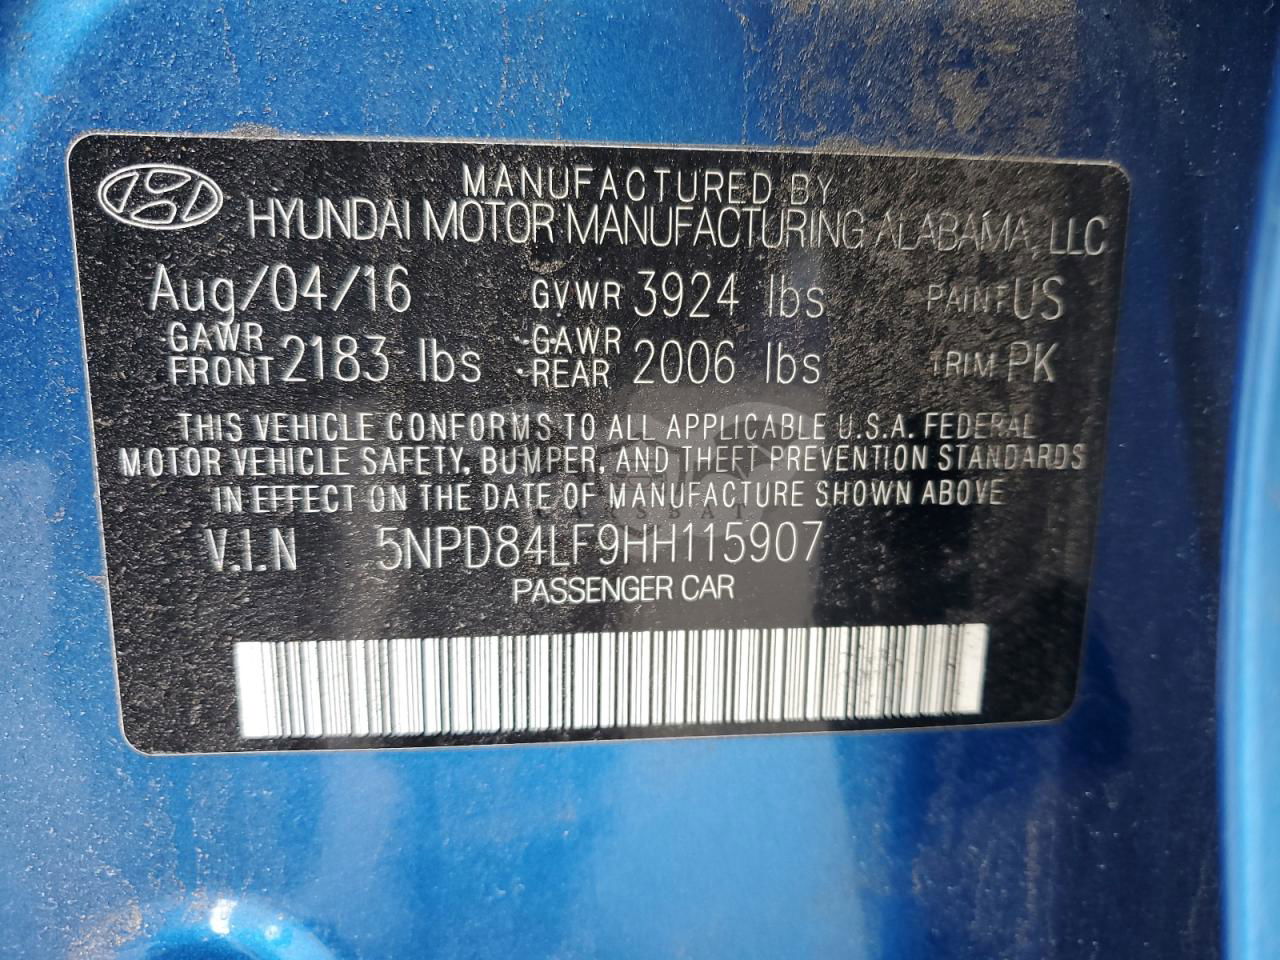 MANUFACTURED BY
HYUNDAI MOTOR MANUFACTURING ALABAMA, LLC
Aug/04/16 GVWR 3924 lbs PAINT US
GAWR FRONT 2183 lbs GAWR REAR 2006 lbs TRIM PK
THIS VEHICLE CONFORMS TO ALL APPLICABLE U.S.A. FEDERAL
MOTOR VEHICLE SAFETY, BUMPER, AND THEFT PREVENTION STANDARDS
IN EFFECT ON THE DATE OF MANUFACTURE SHOWN ABOVE
V.I.N 5NPD84LF9HH115907
PASSENGER CAR